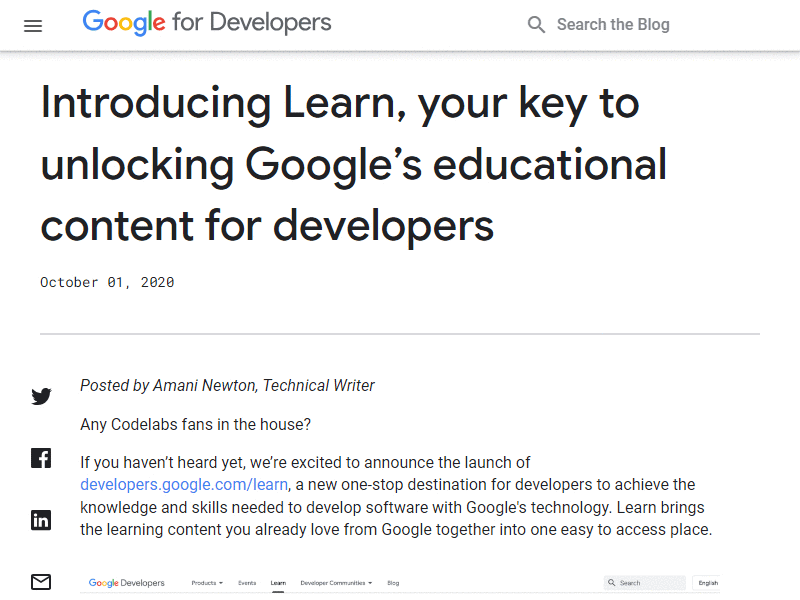 Google for Developers
Search the Blog
Introducing Learn, your key to
unlocking Google’s educational
content for developers
October 01, 2020
Posted by Amani Newton, Technical Writer
Any Codelabs fans in the house?
If you haven’t heard yet, we’re excited to announce the launch of
developers.google.com/learn, a new one-stop destination for developers to achieve the
knowledge and skills needed to develop software with Google's technology. Learn brings
the learning content you already love from Google together into one easy to access place.
Google Developers Products Events Learn Developer Communities Blog Search English